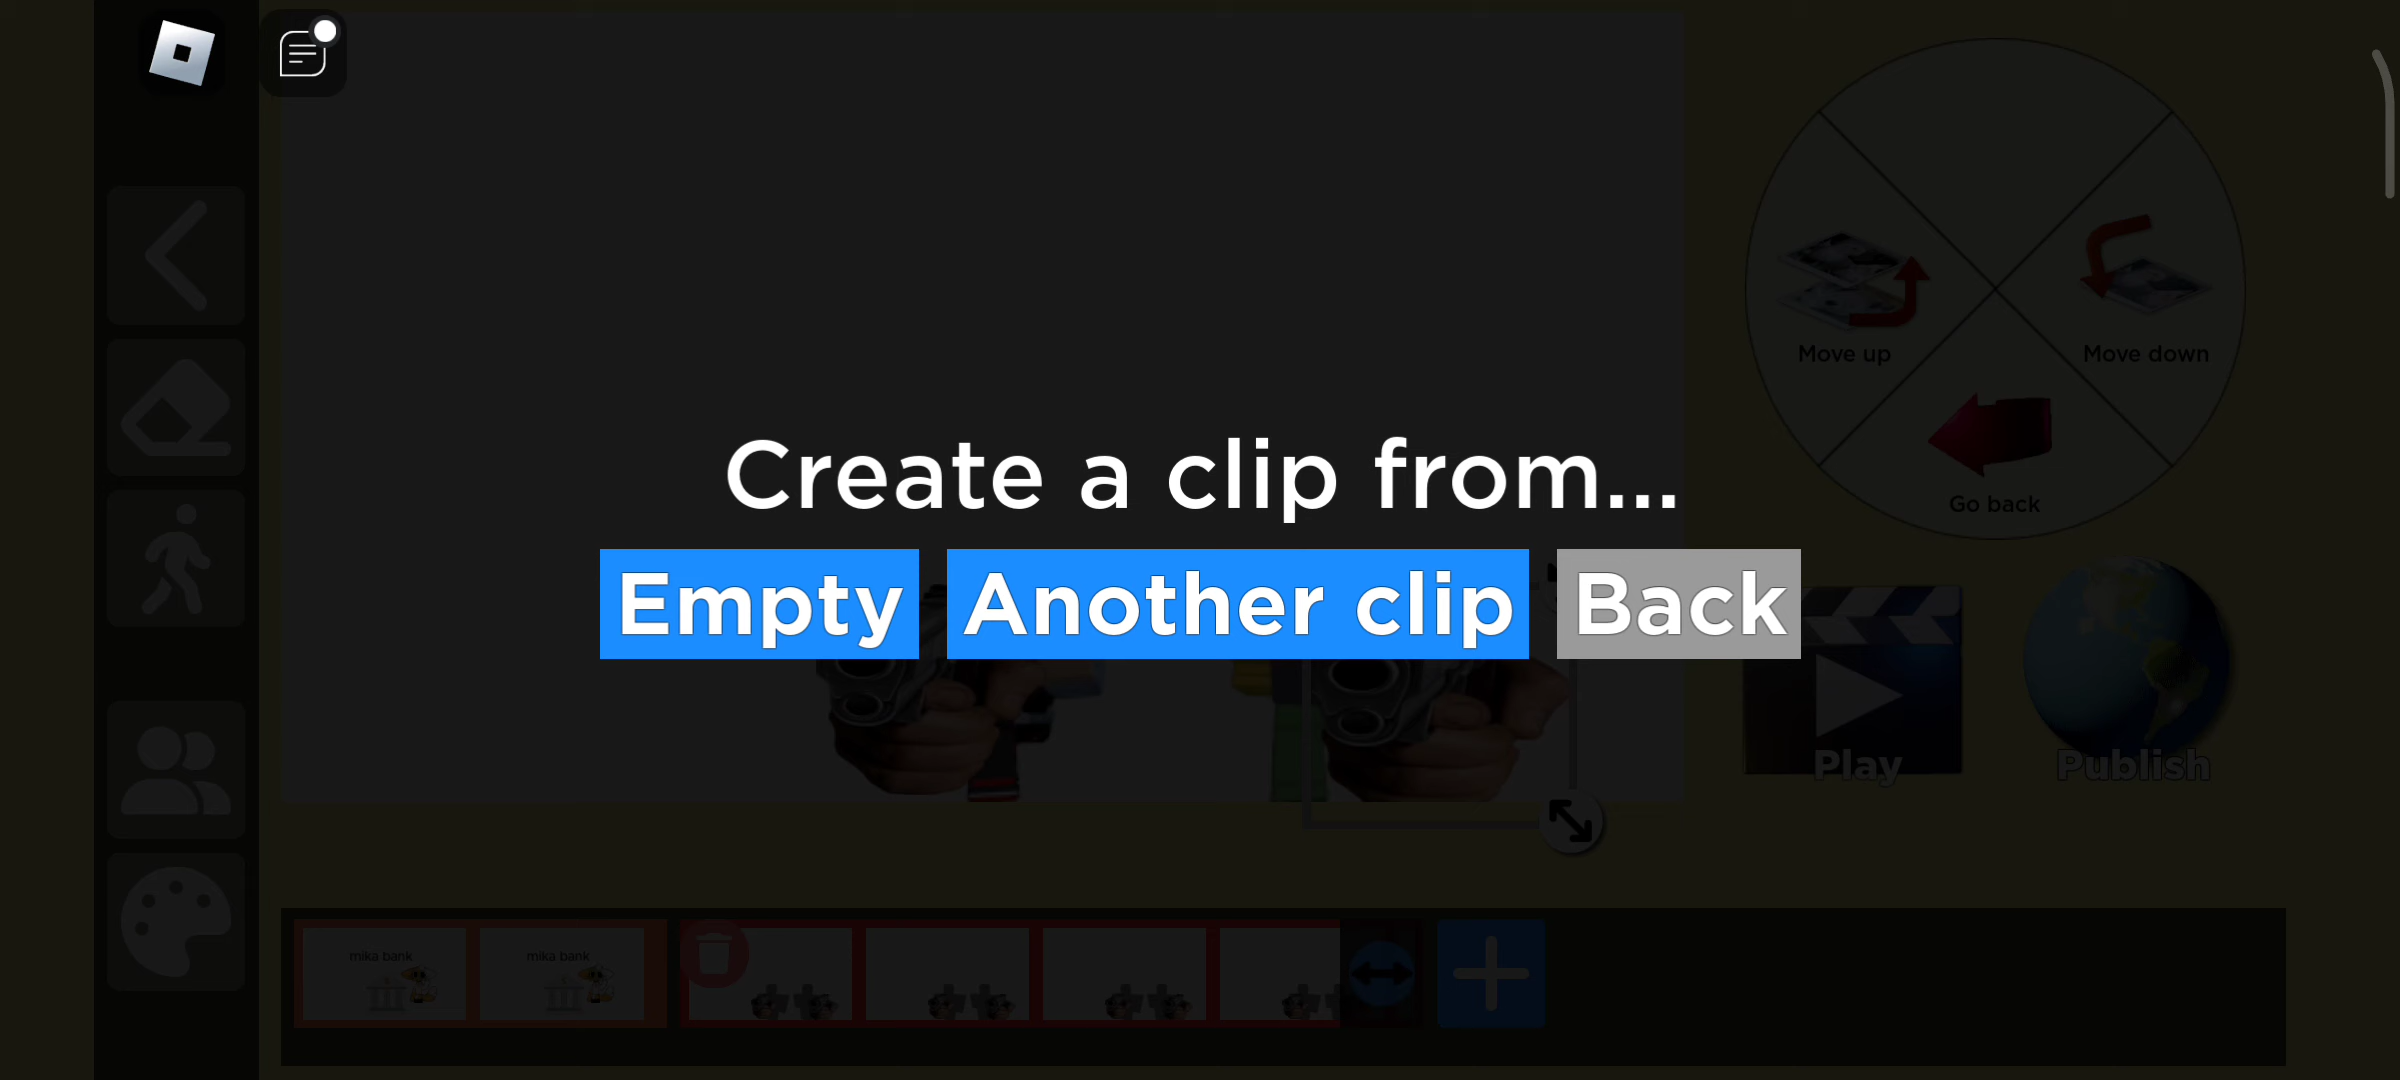 Move up
Move down
Go back
Create a clip from...
Empty Another clip Back
Play
Publish
mika bank
mika bank